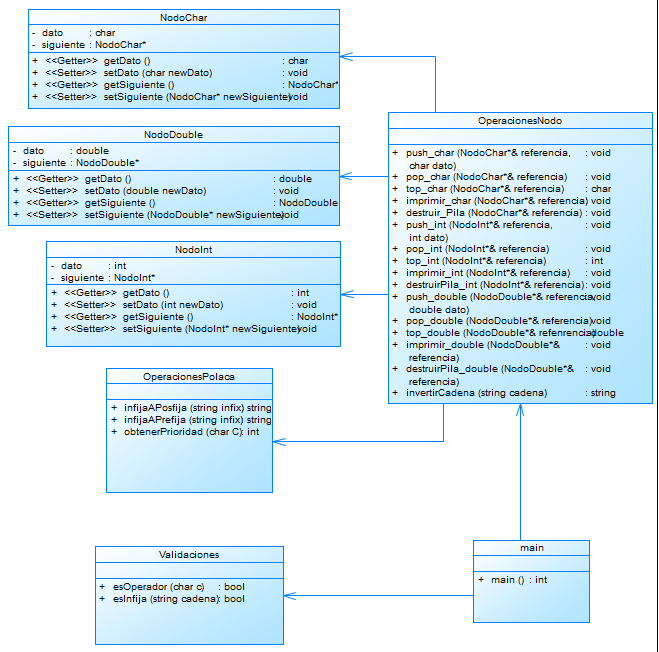 NodoChar
- dato : char
- siguiente : NodoChar*
+ <<Getter>> getDato () : char
+ <<Setter>> setDato (char newDato) : void
+ <<Getter>> getSiguiente () : NodoChar*
+ <<Setter>> setSiguiente (NodoChar* newSiguiente) void
NodoDouble
- dato : double
- siguiente : NodoDouble*
+ <<Getter>> getDato () : double
+ <<Setter>> setDato (double newDato) : void
+ <<Getter>> getSiguiente () : NodoDouble
+ <<Setter>> setSiguiente (NodoDouble* newSiguiente) void
NodoInt
- dato : int
- siguiente : NodoInt*
+ <<Getter>> getDato () : int
+ <<Setter>> setDato (int newDato) : void
+ <<Getter>> getSiguiente () : NodoInt*
+ <<Setter>> setSiguiente (NodoInt* newSiguiente) void
OperacionesNodo
+ push_char (NodoChar*& referencia, : void
char dato)
+ pop_char (NodoChar*& referencia) : void
+ top_char (NodoChar*& referencia) : char
+ imprimir_char (NodoChar*& referencia) void
+ destruir_Pila (NodoChar*& referencia) : void
+ push_int (NodoInt*& referencia, : void
int dato)
+ pop_int (NodoInt*& referencia) : void
+ top_int (NodoInt*& referencia) : int
+ imprimir_int (NodoInt*& referencia) : void
+ destruirPila_int (NodoInt*& referencia) : void
+ push_double (NodoDouble*& referencia, void
double dato)
+ pop_double (NodoDouble*& referencia) void
+ top_double (NodoDouble*& refenrencia) double
+ imprimir_double (NodoDouble*& : void
referencia)
+ destruirPila_double (NodoDouble*& : void
referencia)
+ invertirCadena (string cadena) : string
OperacionesPolaca
+ infijaAPosfija (string infix) string
+ infijaAPrefija (string infix) string
+ obtenerPrioridad (char C) : int
Validaciones
+ esOperador (char c) : bool
+ esInfija (string cadena) : bool
main
+ main () : int